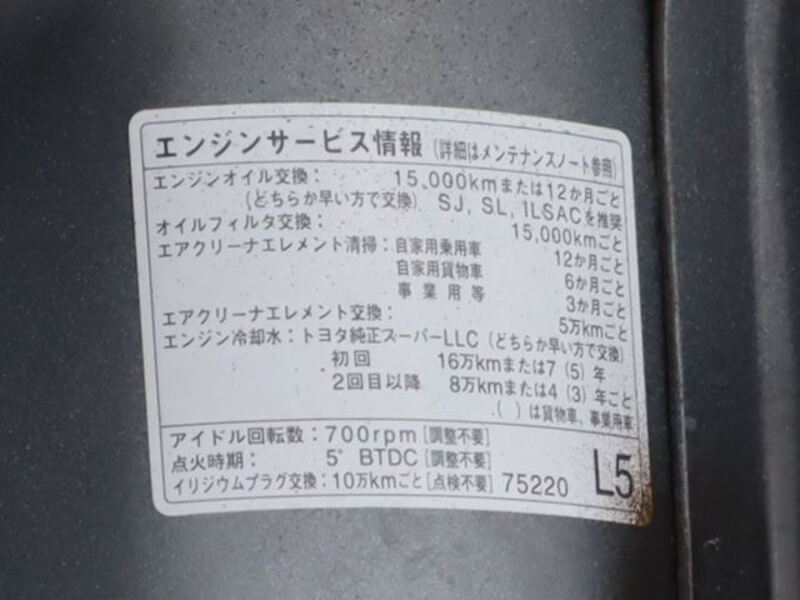 エンジンサービス情報 (詳細はメンテナンスノート参照)
エンジンオイル交換： 15,000kmまたは12か月ごと
(どちらか早い方で交換) SJ, SL, ILSACを推奨
オイルフィルタ交換： 15,000kmごと
エアクリーナエレメント清掃：自家用乗用車 12か月ごと
自家用貨物車 6か月ごと
事業用等 3か月ごと
エアクリーナエレメント交換： 5万kmごと
エンジン冷却水：トヨタ純正スーパーLLC (どちらか早い方で交換)
初回 16万kmまたは7 (5) 年
2回目以降 8万kmまたは4 (3) 年ごと
( ) は貨物車、事業用車
アイドル回転数：700rpm [調整不要]
点火時期： 5° BTDC [調整不要]
イリジウムプラグ交換：10万kmごと [点検不要] 75220 L5